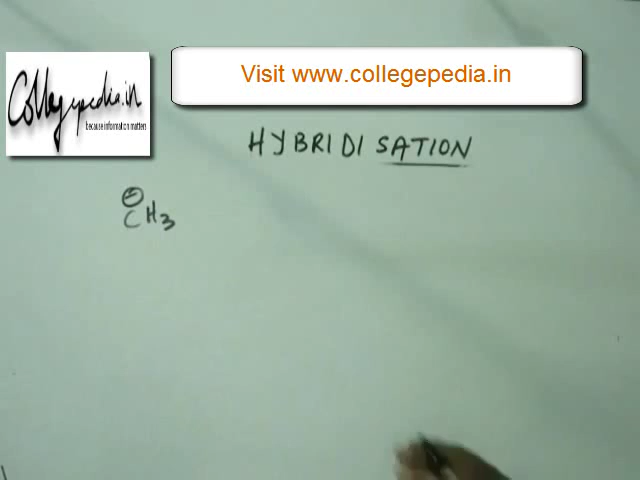 Visit www.collegepedia.in
Collegepedia.in
because information matters
HYBRIDISATION
⊖
CH3